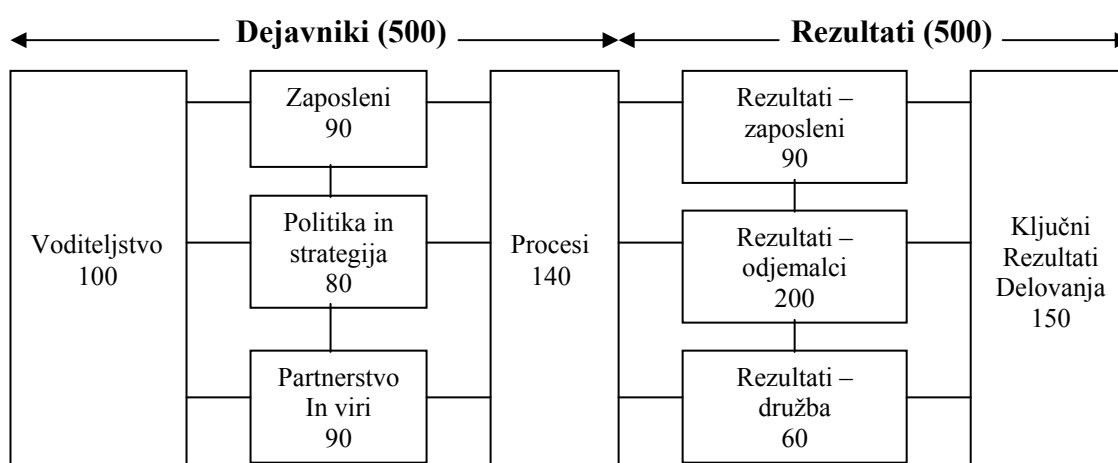 Dejavniki (500)
Rezultati (500)
Voditeljstvo
100
Zaposleni
90
Politika in
strategija
80
Partnerstvo
In viri
90
Procesi
140
Rezultati –
zaposleni
90
Rezultati –
odjemalci
200
Rezultati –
družba
60
Ključni
Rezultati
Delovanja
150